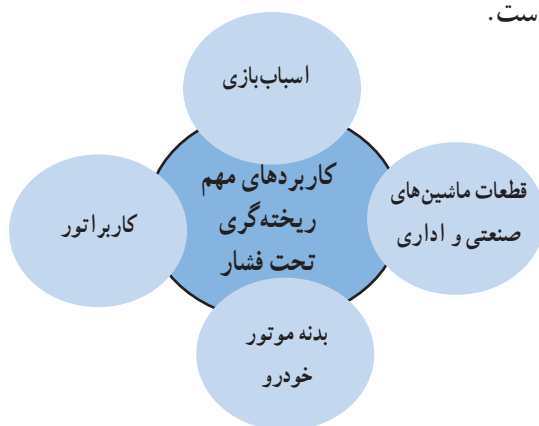 ست.
اسباب‌بازی
کاربردهای مهم
ریخته‌گری
تحت فشار
قطعات ماشین‌های
صنعتی و اداری
کاربراتور
بدنه موتور
خودرو